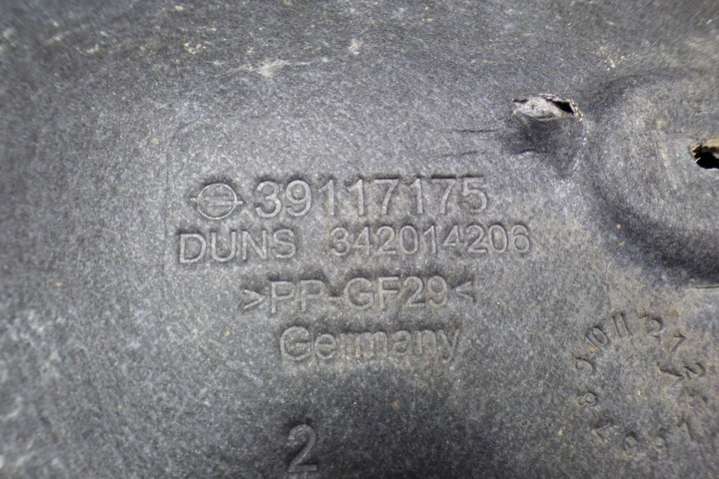 39117175
DUNS 342014206
>PP-GF29<
Germany
2